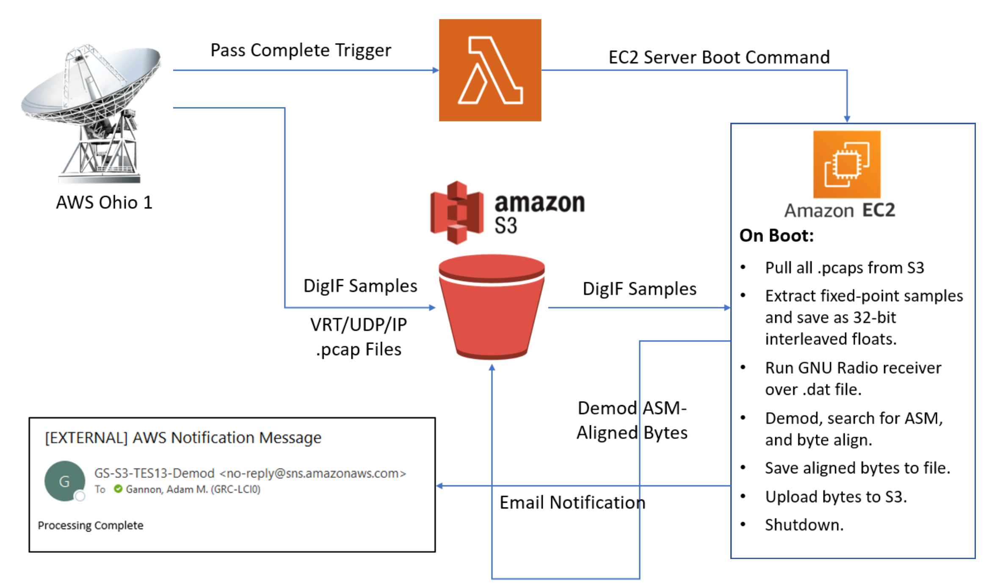 Pass Complete Trigger
EC2 Server Boot Command
AWS Ohio 1
amazon
S3
DigIF Samples
VRT/UDP/IP
.pcap Files
DigIF Samples
Amazon EC2
On Boot:
• Pull all .pcaps from S3
• Extract fixed-point samples
and save as 32-bit
interleaved floats.
• Run GNU Radio receiver
over .dat file.
• Demod, search for ASM,
and byte align.
• Save aligned bytes to file.
• Upload bytes to S3.
• Shutdown.
Demod ASM-
Aligned Bytes
Email Notification
[EXTERNAL] AWS Notification Message
G
GS-S3-TES13-Demod <no-reply@sns.amazonaws.com>
To Gannon, Adam M. (GRC-LCI0)
Processing Complete